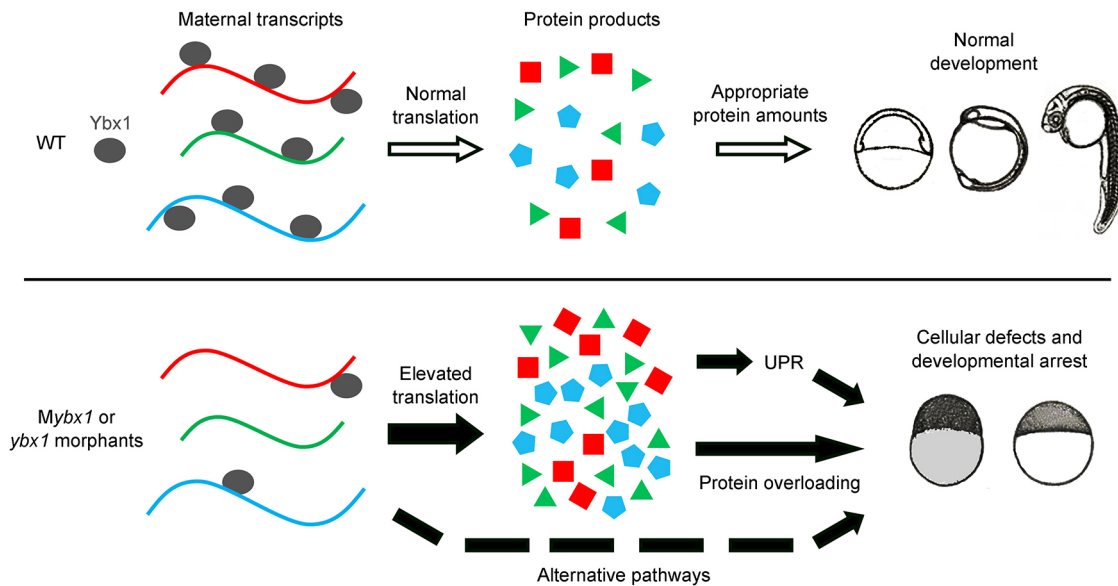 Maternal transcripts
Protein products
Normal
development
WT
Ybx1
Normal
translation
Appropriate
protein amounts
Mybx1 or
ybx1 morphants
Elevated
translation
UPR
Protein overloading
Cellular defects and
developmental arrest
Alternative pathways